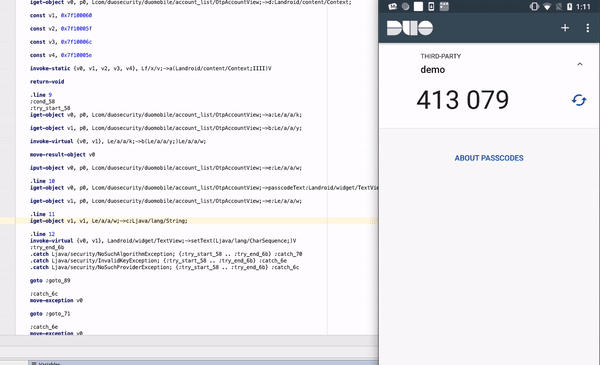 iget-object v0, p0, Lcom/duosecurity/duomobile/account_list/OtpAccountView;->d:Landroid/content/Context;
const v1, 0x7f100060
const v2, 0x7f10005f
const v3, 0x7f10006c
const v4, 0x7f10005e
invoke-static {v0, v1, v2, v3, v4}, Lf/x/v;->a(Landroid/content/Context;IIII)V
return-void
.line 9
:cond_58
:try_start_58
iget-object v0, p0, Lcom/duosecurity/duomobile/account_list/OtpAccountView;->a:Le/a/a/k;
iget-object v1, p0, Lcom/duosecurity/duomobile/account_list/OtpAccountView;->b:Le/a/a/y;
invoke-virtual {v0, v1}, Le/a/a/k;->b(Le/a/a/y;)Le/a/a/w;
move-result-object v0
iput-object v0, p0, Lcom/duosecurity/duomobile/account_list/OtpAccountView;->e:Le/a/a/w;
.line 10
iget-object v0, p0, Lcom/duosecurity/duomobile/account_list/OtpAccountView;->passcodeText:Landroid/widget/TextVie
iget-object v1, p0, Lcom/duosecurity/duomobile/account_list/OtpAccountView;->e:Le/a/a/w;
.line 11
iget-object v1, v1, Le/a/a/w;->c:Ljava/lang/String;
.line 12
invoke-virtual {v0, v1}, Landroid/widget/TextView;->setText(Ljava/lang/CharSequence;)V
:try_end_6b
.catch Ljava/security/NoSuchAlgorithmException; {:try_start_58 .. :try_end_6b} :catch_70
.catch Ljava/security/InvalidKeyException; {:try_start_58 .. :try_end_6b} :catch_6e
.catch Ljava/security/NoSuchProviderException; {:try_start_58 .. :try_end_6b} :catch_6c
goto :goto_89
:catch_6c
move-exception v0
goto :goto_71
:catch_6e
move-exception v0
Variables
1:11
DUO
THIRD-PARTY
demo
413 079
ABOUT PASSCODES